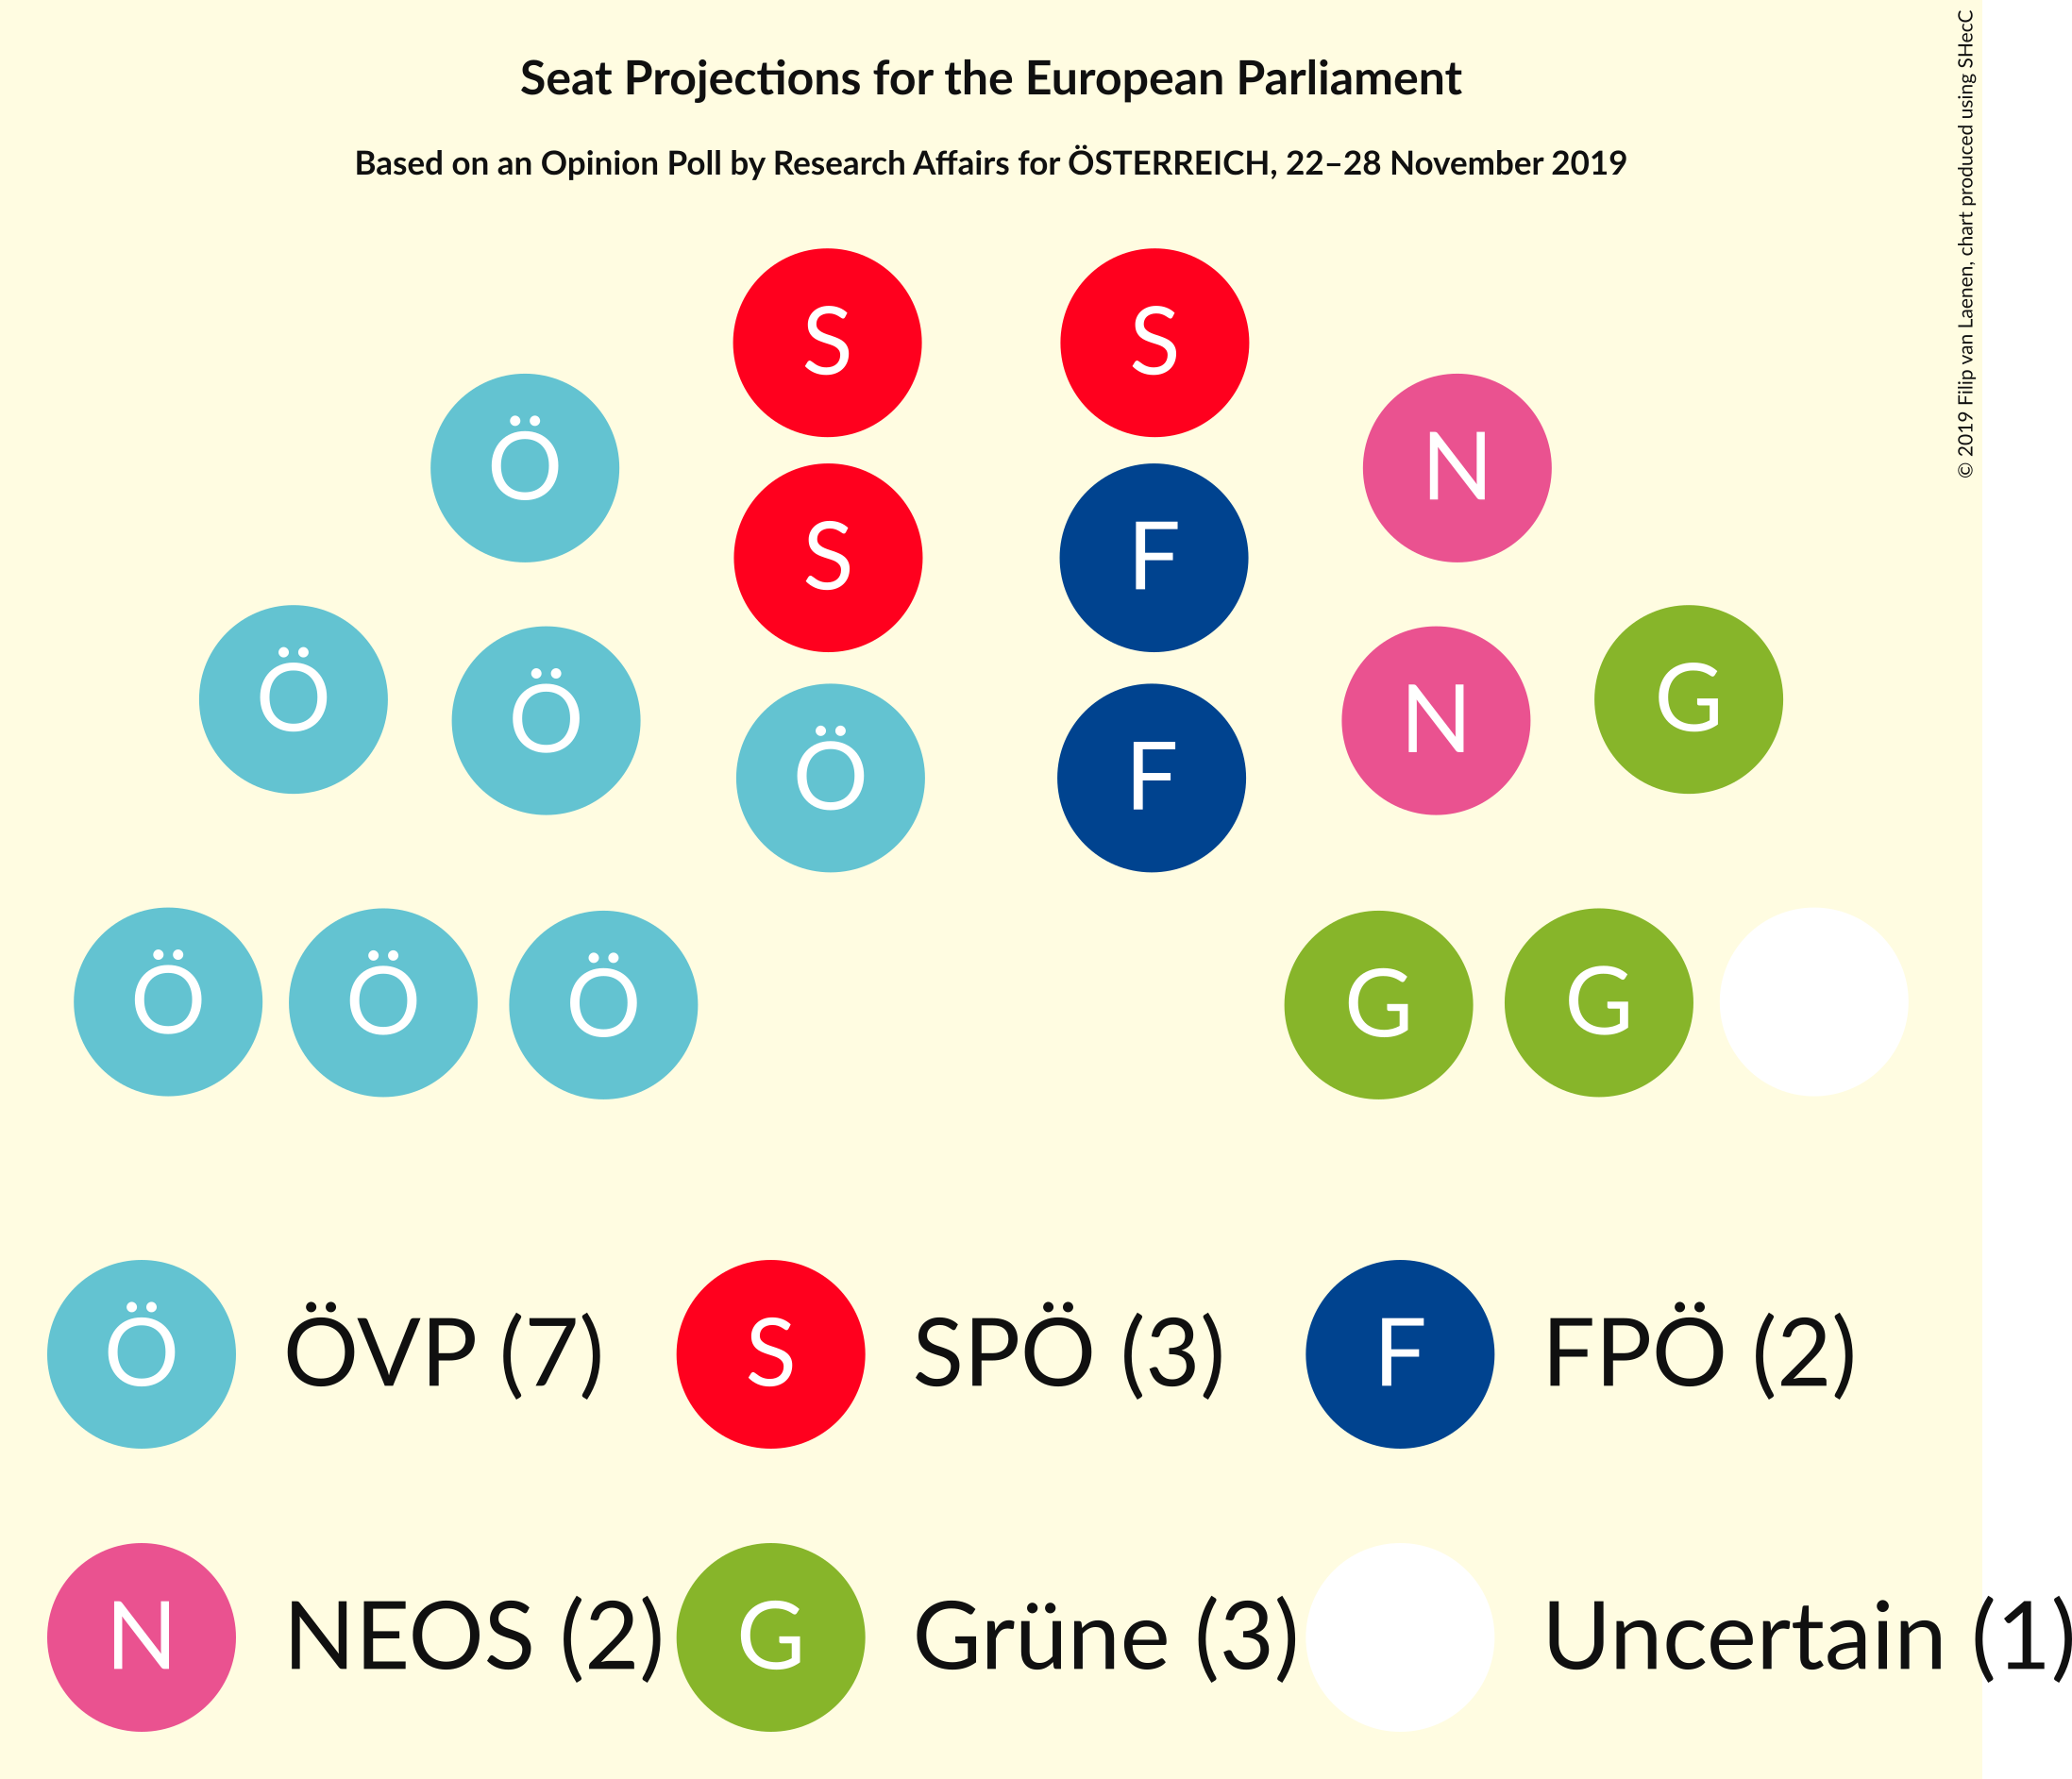 Seat Projections for the European Parliament
Based on an Opinion Poll by Research Affairs for ÖSTERREICH, 22–28 November 2019
© 2019 Filip van Laenen, chart produced using SHecC
S S
Ö N
S F
Ö G
Ö N
Ö F
Ö Ö Ö G G
Ö ÖVP (7) S SPÖ (3) F FPÖ (2)
N NEOS (2) G Grüne (3) Uncertain (1)